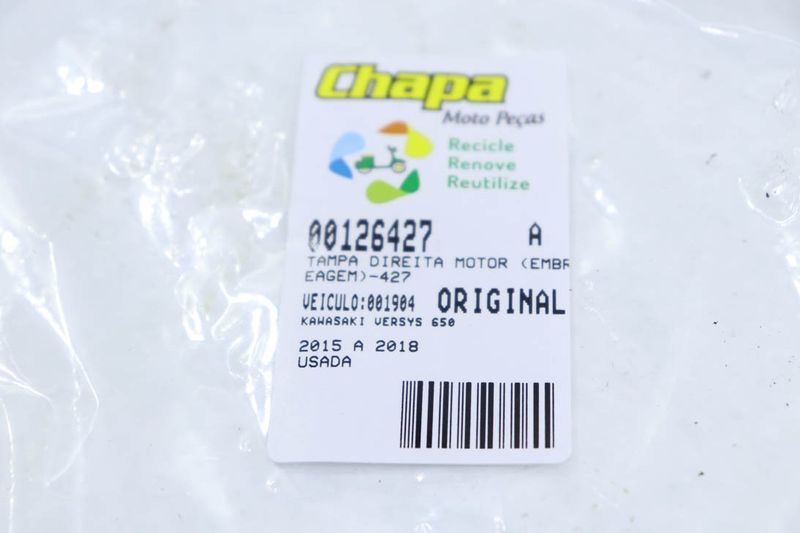 Chapa
Moto Peças
Recicle
Renove
Reutilize
00126427 A
TAMPA DIREITA MOTOR (EMBR
EAGEM)-427
VEICULO:001904 ORIGINAL
KAWASAKI VERSYS 650
2015 A 2018
USADA